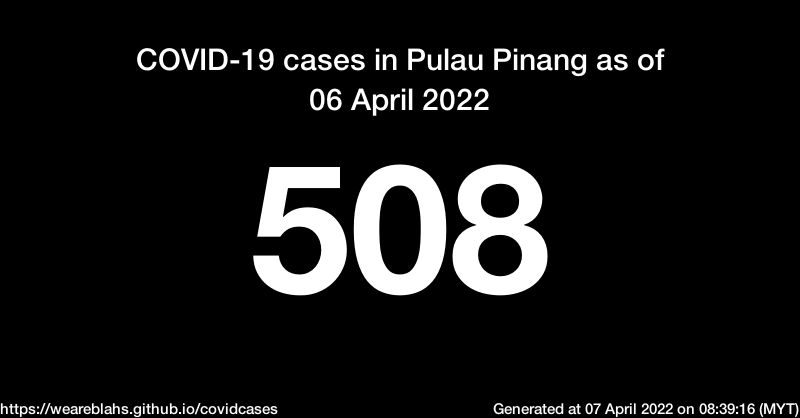 COVID-19 cases in Pulau Pinang as of
06 April 2022
508
https://weareblahs.github.io/covidcases
Generated at 07 April 2022 on 08:39:16 (MYT)